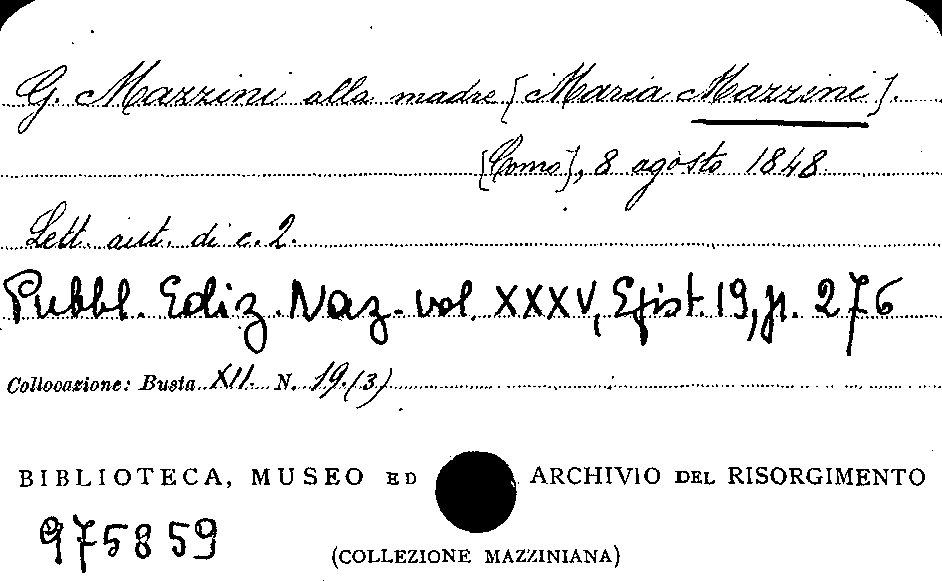 G. Mazzini alla madre [Maria Mazzini].
[Como], 8 agosto 1848
Lett. aut. di c. 2.
Pubbl. Ediz. Naz. vol. XXXV, Epist. 19, p. 276
Collocazione: Busta XII. N. 19.(3)
BIBLIOTECA, MUSEO ED ARCHIVIO DEL RISORGIMENTO
975859
(COLLEZIONE MAZZINIANA)